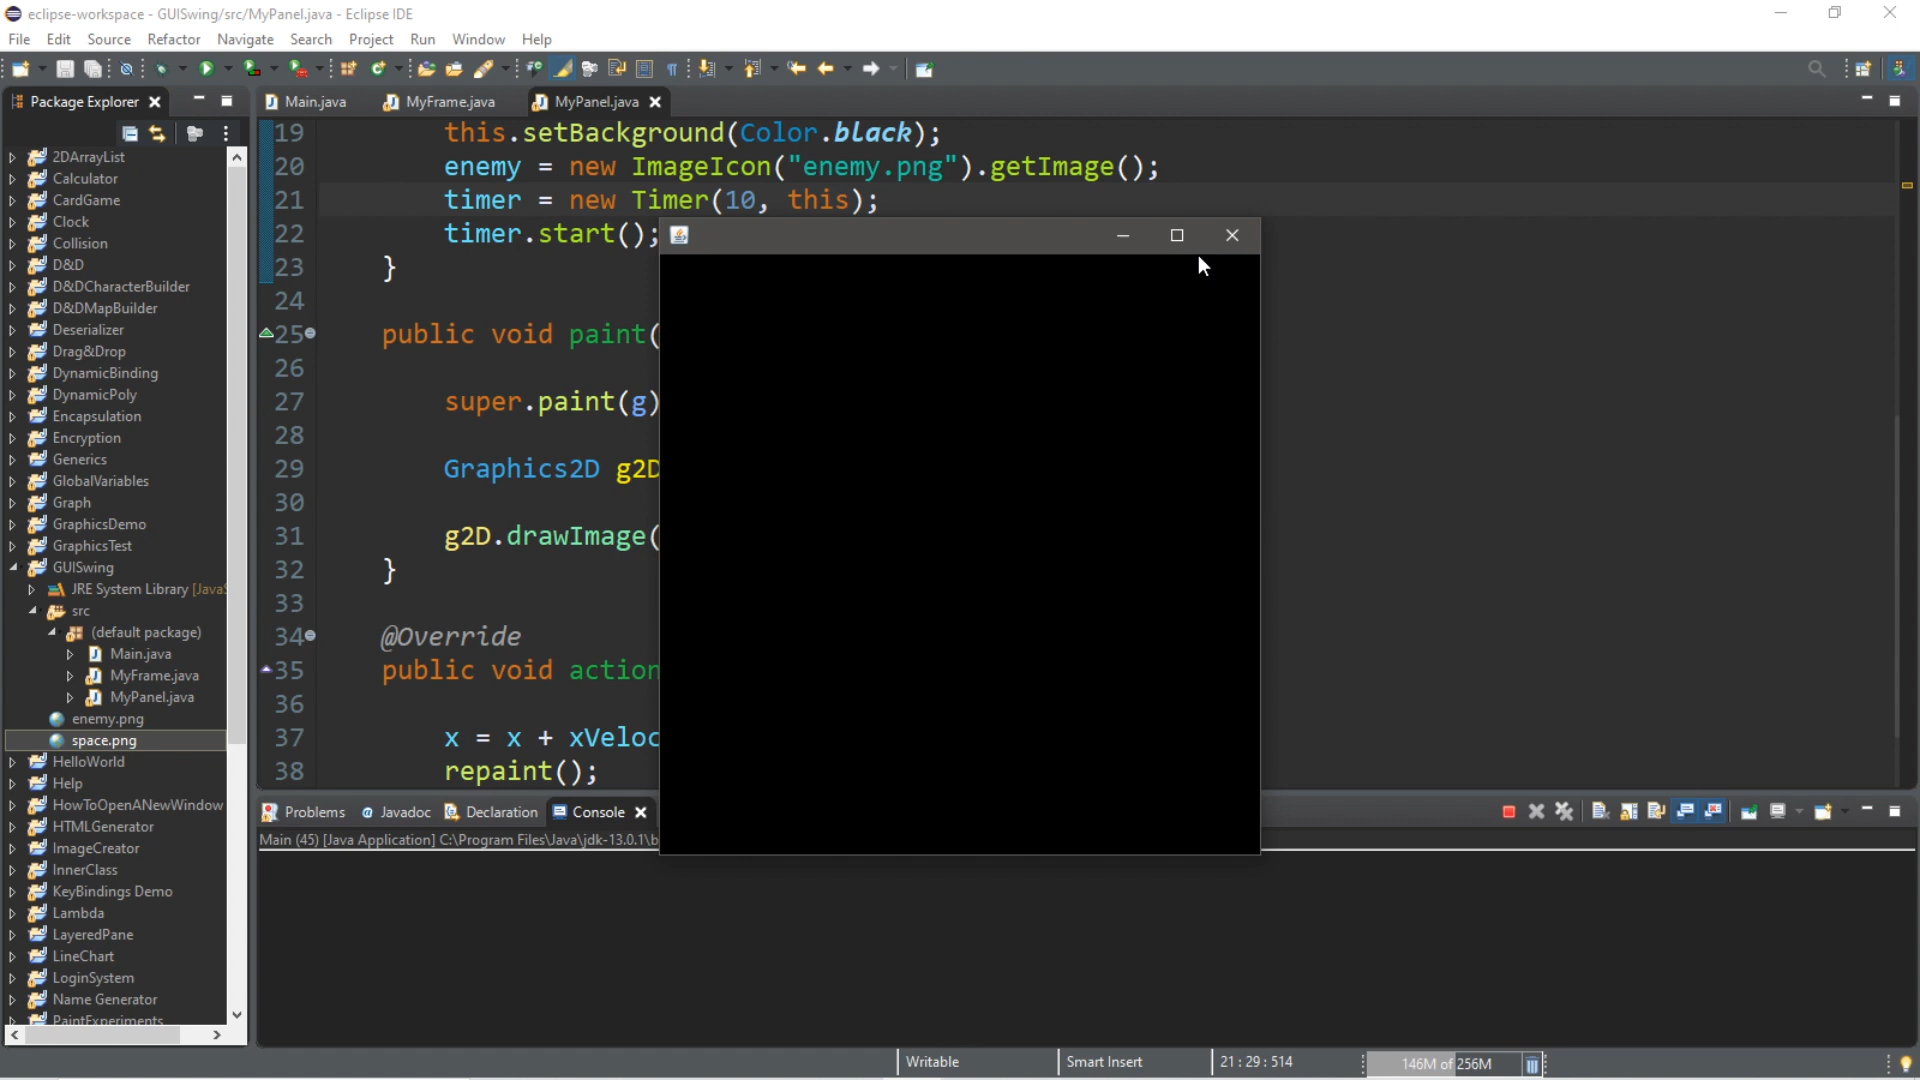 eclipse-workspace - GUISwing/src/MyPanel.java - Eclipse IDE
File Edit Source Refactor Navigate Search Project Run Window Help
Package Explorer
Main.java MyFrame.java MyPanel.java
2DArrayList
Calculator
CardGame
Clock
Collision
D&D
D&DCharacterBuilder
D&DMapBuilder
Deserializer
Drag&Drop
DynamicBinding
DynamicPoly
Encapsulation
Encryption
Generics
GlobalVariables
Graph
GraphicsDemo
GraphicsTest
GUISwing
JRE System Library [JavaS
src
(default package)
Main.java
MyFrame.java
MyPanel.java
enemy.png
space.png
HelloWorld
Help
HowToOpenANewWindow
HTMLGenerator
ImageCreator
InnerClass
KeyBindings Demo
Lambda
LayeredPane
LineChart
LoginSystem
Name Generator
PaintExperiments
19 this.setBackground(Color.black);
20 enemy = new ImageIcon("enemy.png").getImage();
21 timer = new Timer(10, this);
22 timer.start();
23 }
24
25 public void paint(
26
27 super.paint(g)
28
29 Graphics2D g2D
30
31 g2D.drawImage(
32 }
33
34 @Override
35 public void action
36
37 x = x + xVeloc
38 repaint();
Problems Javadoc Declaration Console
Main (45) [Java Application] C:\Program Files\Java\jdk-13.0.1\b
Writable Smart Insert 21 : 29 : 514 146M of 256M